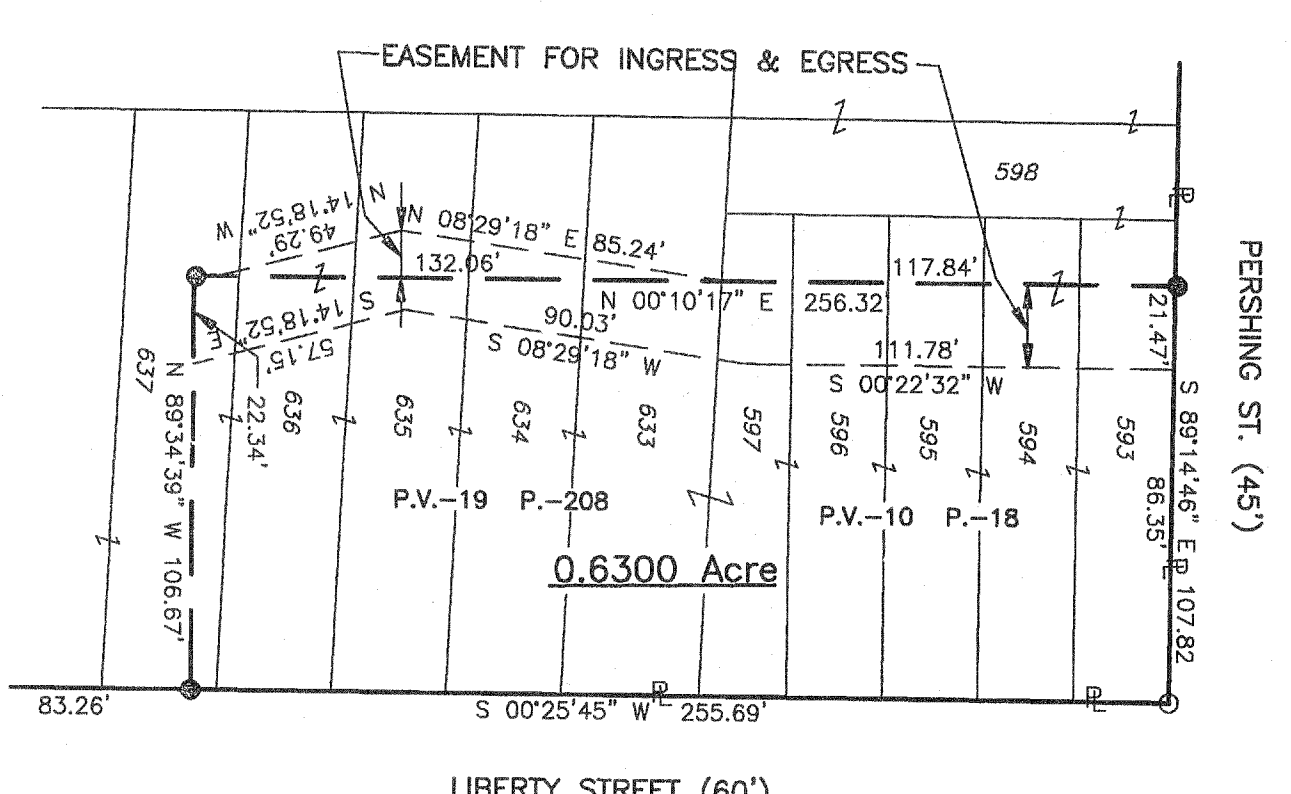 EASEMENT FOR INGRESS & EGRESS
598
N 14°18'52" W
49.29'
N 08°29'18" E 85.24'
132.06'
117.84'
N 00°10'17" E 256.32'
S 14°18'52" E
57.15'
90.03'
S 08°29'18" W
111.78'
S 00°22'32" W
21.47'
PERSHING ST. (45')
637
22.34'
636
635
634
633
597
596
595
594
593
N 89°34'39" W 106.67'
S 89°14'46" E 107.82
86.35'
P.V.-19 P.-208
P.V.-10 P.-18
0.6300 Acre
83.26'
S 00°25'45" W 255.69'
PL
PL
PL
PL
LIBERTY STREET (60')